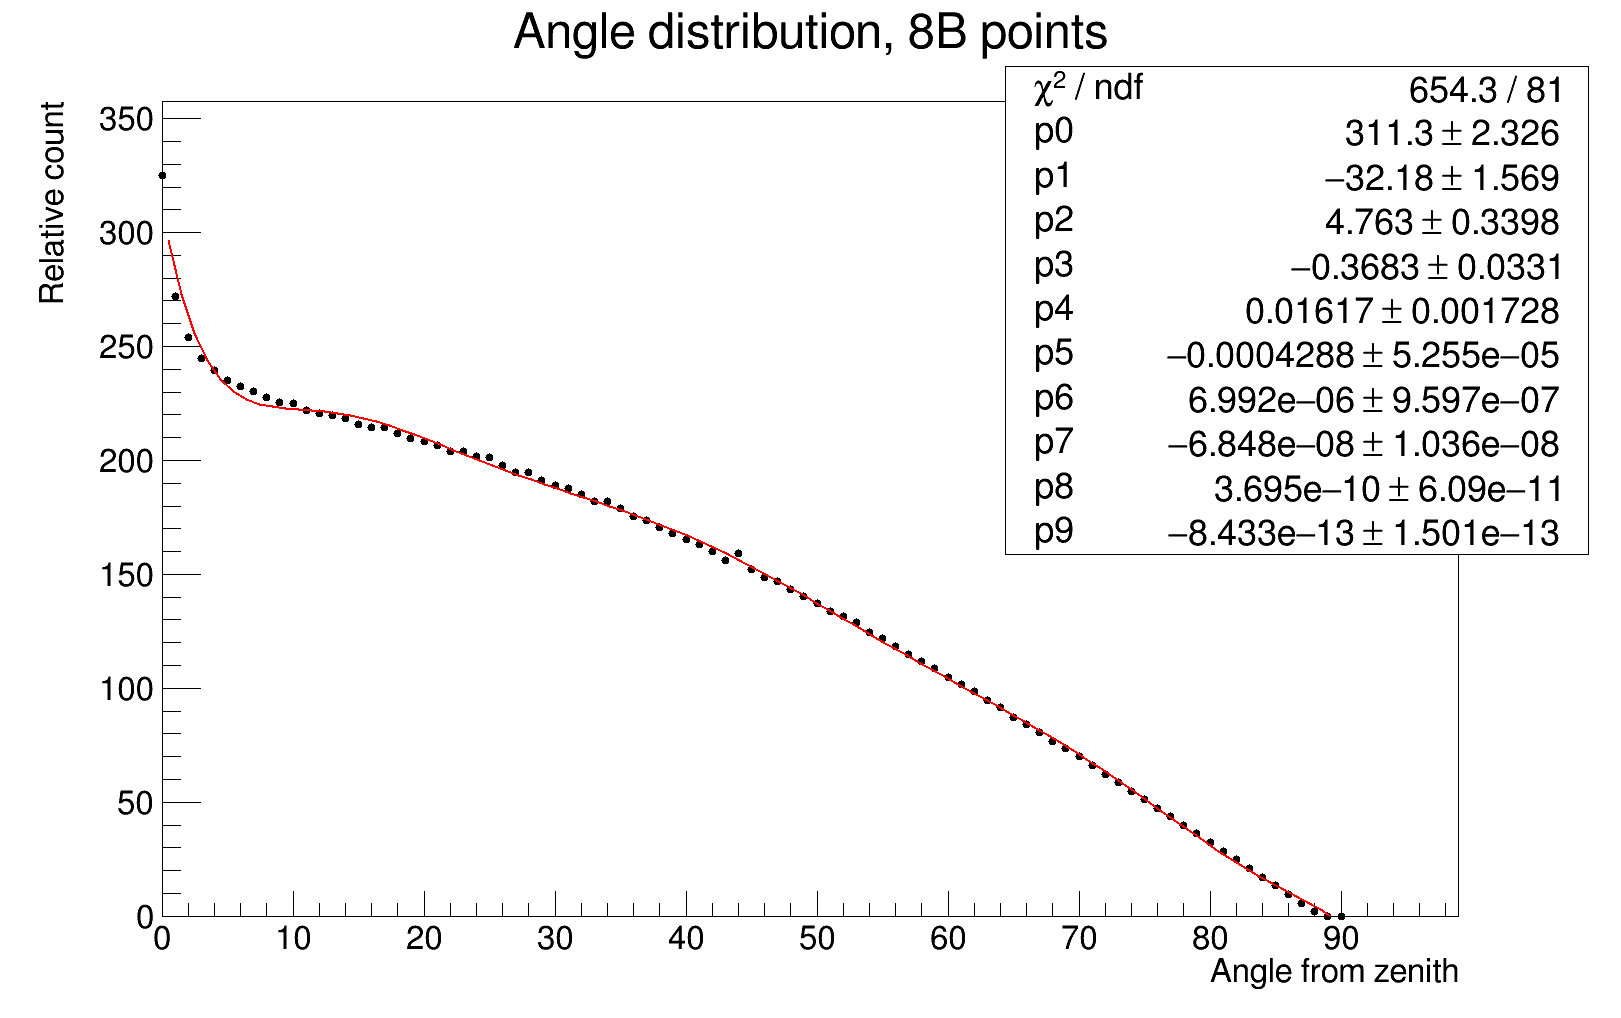 Angle distribution, 8B points
χ² / ndf 654.3 / 81
p0 311.3 ± 2.326
p1 −32.18 ± 1.569
p2 4.763 ± 0.3398
p3 −0.3683 ± 0.0331
p4 0.01617 ± 0.001728
p5 −0.0004288 ± 5.255e−05
p6 6.992e−06 ± 9.597e−07
p7 −6.848e−08 ± 1.036e−08
p8 3.695e−10 ± 6.09e−11
p9 −8.433e−13 ± 1.501e−13
Relative count
350
300
250
200
150
100
50
0
0 10 20 30 40 50 60 70 80 90
Angle from zenith